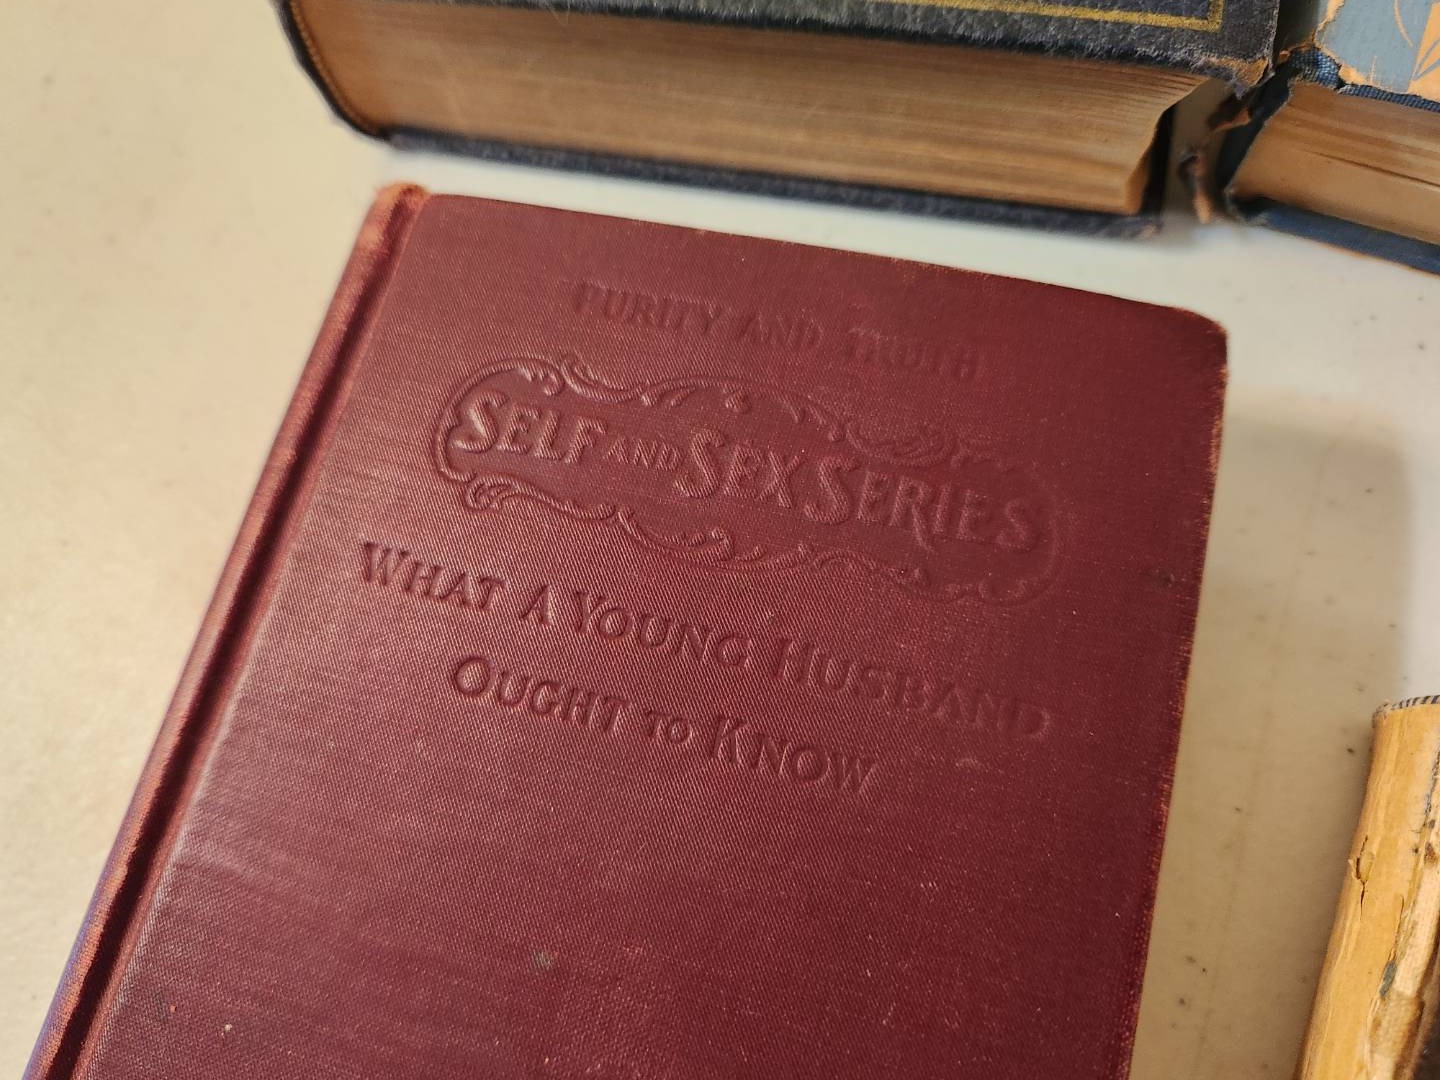 PURITY AND TRUTH
SELF AND SEX SERIES
WHAT A YOUNG HUSBAND
OUGHT TO KNOW